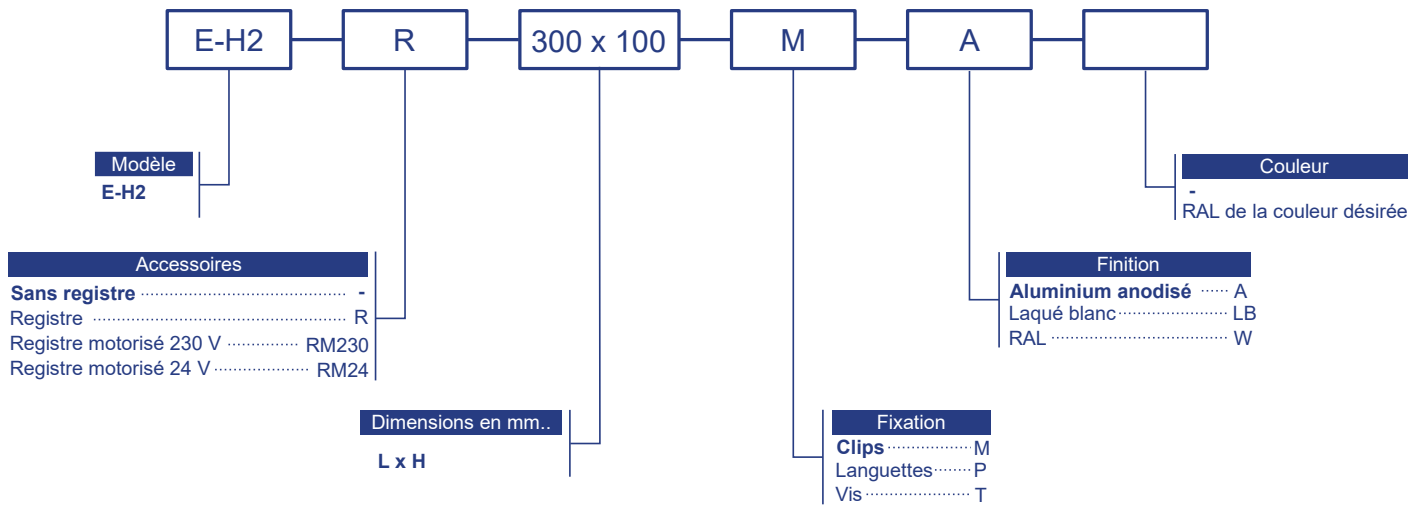 E-H2 R 300 x 100 M A
Modèle
E-H2
Couleur
-
RAL de la couleur désirée
Accessoires
Sans registre -
Registre R
Registre motorisé 230 V RM230
Registre motorisé 24 V RM24
Finition
Aluminium anodisé A
Laqué blanc LB
RAL W
Dimensions en mm..
L x H
Fixation
Clips M
Languettes P
Vis T